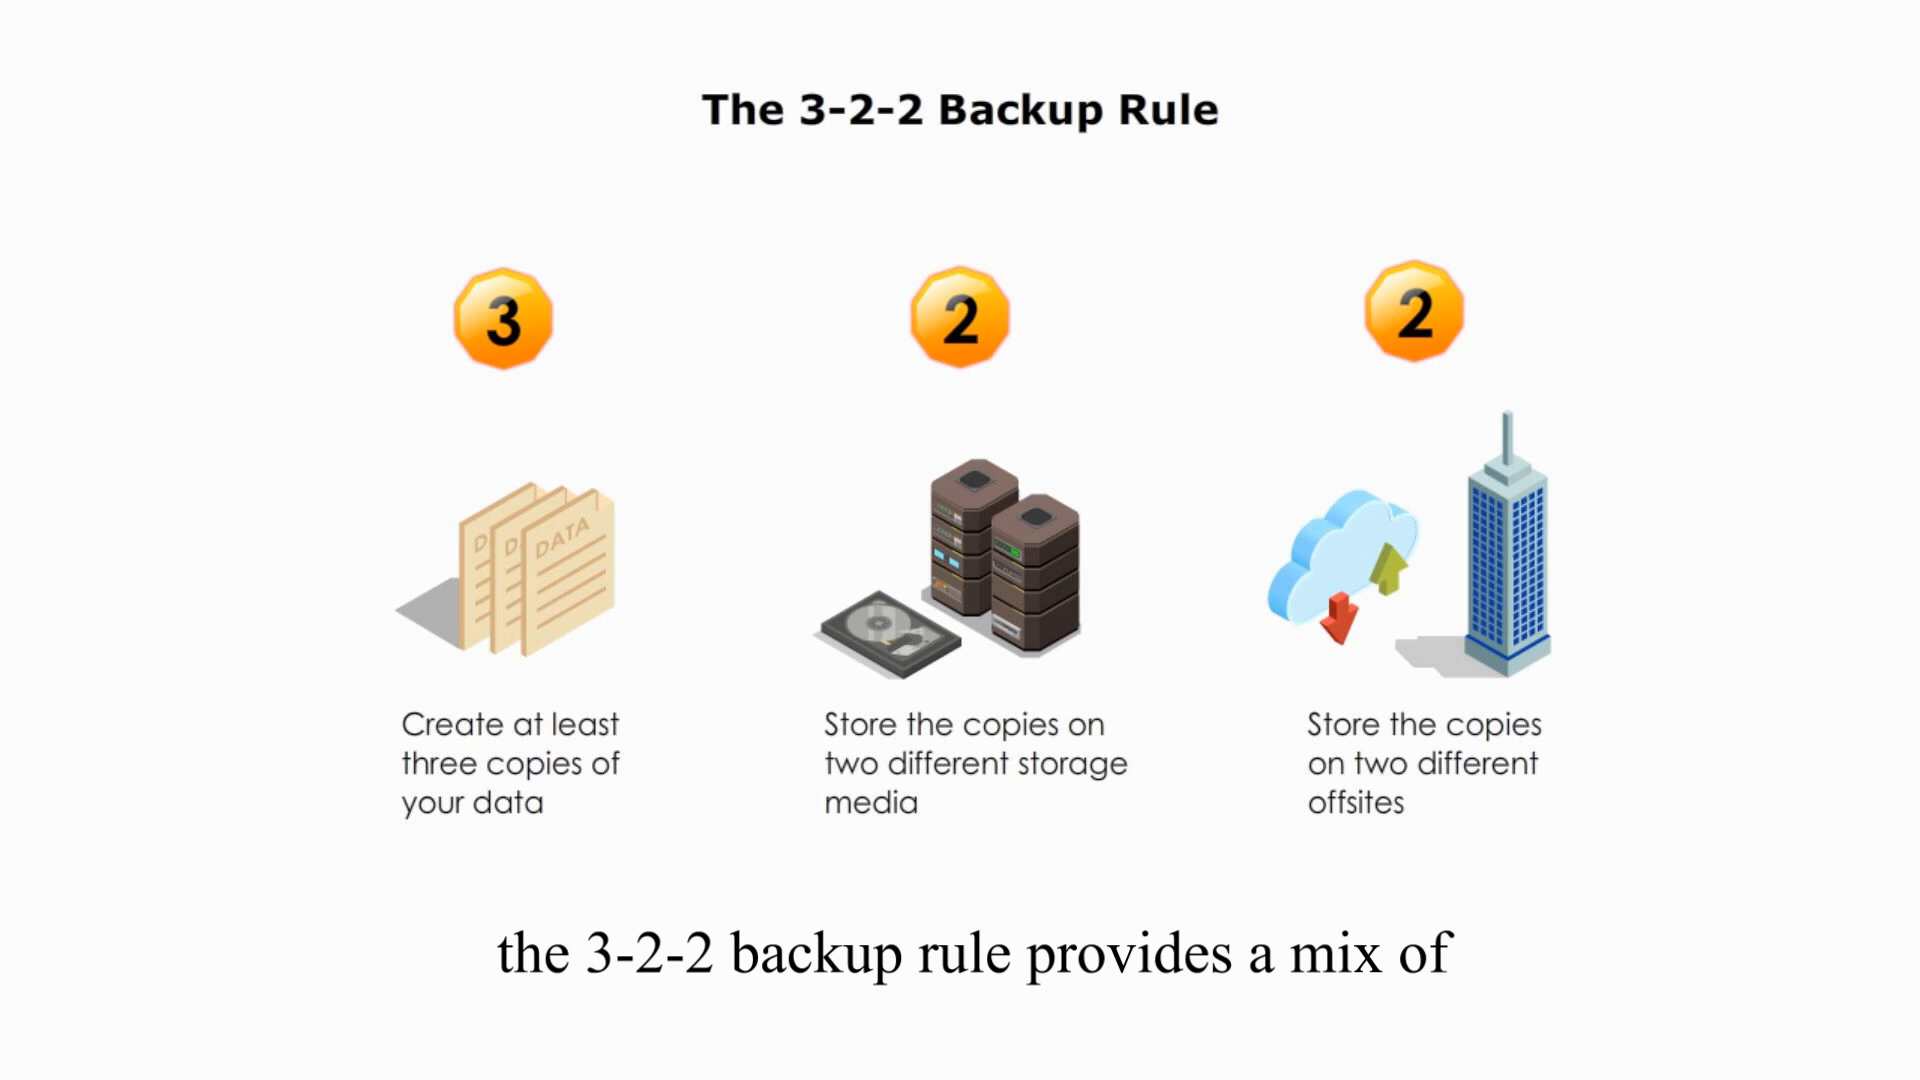 The 3-2-2 Backup Rule
3
2
2
D
D
DATA
Create at least
three copies of
your data
Store the copies on
two different storage
media
Store the copies
on two different
offsites
the 3-2-2 backup rule provides a mix of